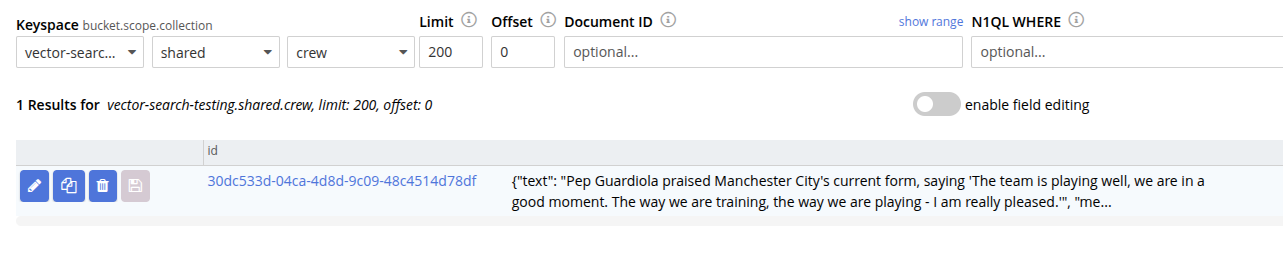 Keyspace bucket.scope.collection Limit Offset Document ID show range N1QL WHERE
vector-searc... shared crew 200 0 optional... optional...
1 Results for vector-search-testing.shared.crew, limit: 200, offset: 0 enable field editing
id
30dc533d-04ca-4d8d-9c09-48c4514d78df {"text": "Pep Guardiola praised Manchester City's current form, saying 'The team is playing well, we are in a
good moment. The way we are training, the way we are playing - I am really pleased.'", "me...